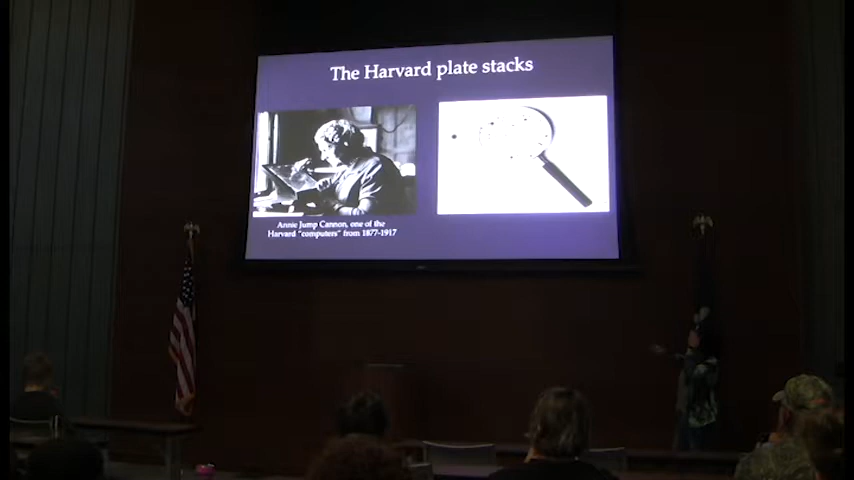 The Harvard plate stacks
Annie Jump Cannon, one of the
Harvard "computers" from 1877-1917